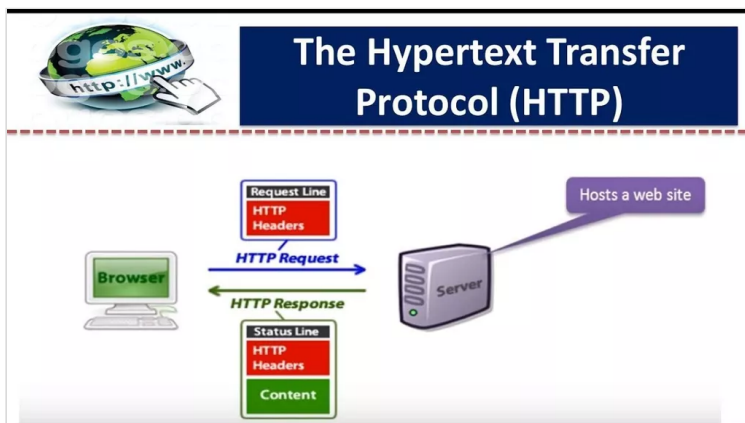 http://www.
The Hypertext Transfer
Protocol (HTTP)
Request Line
HTTP
Headers
HTTP Request
Hosts a web site
Browser
Server
HTTP Response
Status Line
HTTP
Headers
Content